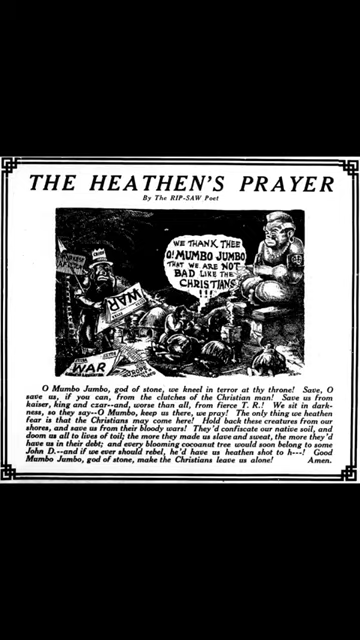 THE HEATHEN'S PRAYER
By The RIP-SAW Poet
WE THANK THEE
O! MUMBO JUMBO
THAT WE ARE NOT
BAD LIKE THE
CHRISTIANS
!!!
WAR
WAR
O Mumbo Jumbo, god of stone, we kneel in terror at thy throne! Save, O
save us, if you can, from the clutches of the Christian man! Save us from
kaiser, king and czar--and, worse than all, from fierce T. R.! We sit in dark-
ness, so they say--O Mumbo, keep us there, we pray! The only thing we heathen
fear is that the Christians may come here! Hold back these creatures from our
shores, and save us from their bloody wars! They'd confiscate our native soil, and
doom us all to lives of toil; the more they made us slave and sweat, the more they'd
have us in their debt; and every blooming cocoanut tree would soon belong to some
John D.--and if we ever should rebel, he'd have us heathen shot to h---! Good
Mumbo Jumbo, god of stone, make the Christians leave us alone! Amen.